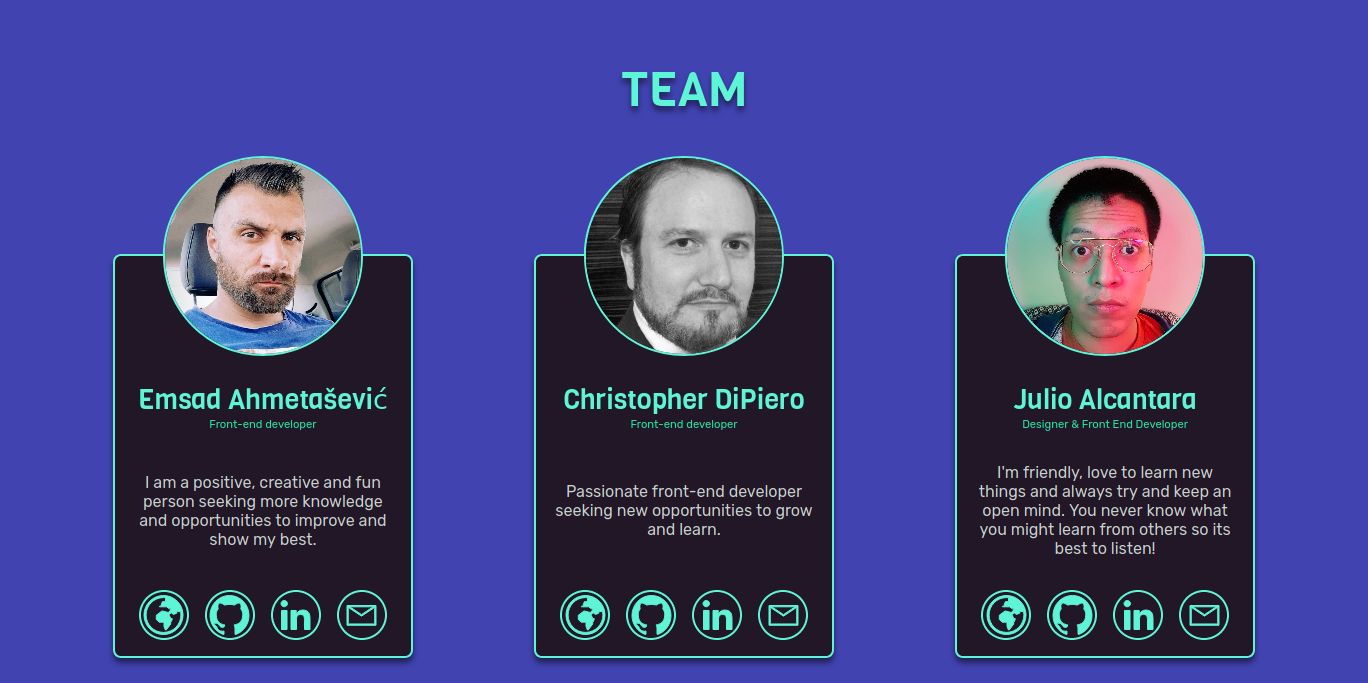 TEAM
Emsad Ahmetašević
Front-end developer
I am a positive, creative and fun
person seeking more knowledge
and opportunities to improve and
show my best.
in
Christopher DiPiero
Front-end developer
Passionate front-end developer
seeking new opportunities to grow
and learn.
in
Julio Alcantara
Designer & Front End Developer
I'm friendly, love to learn new
things and always try and keep an
open mind. You never know what
you might learn from others so its
best to listen!
in